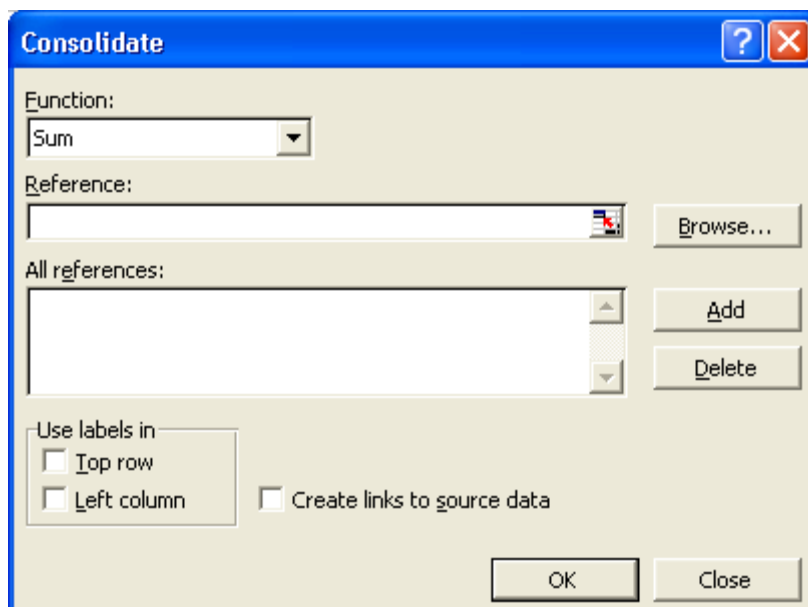 Consolidate
?
Function:
Sum
Reference:
Browse...
All references:
Add
Delete
Use labels in
Top row
Left column
Create links to source data
OK
Close